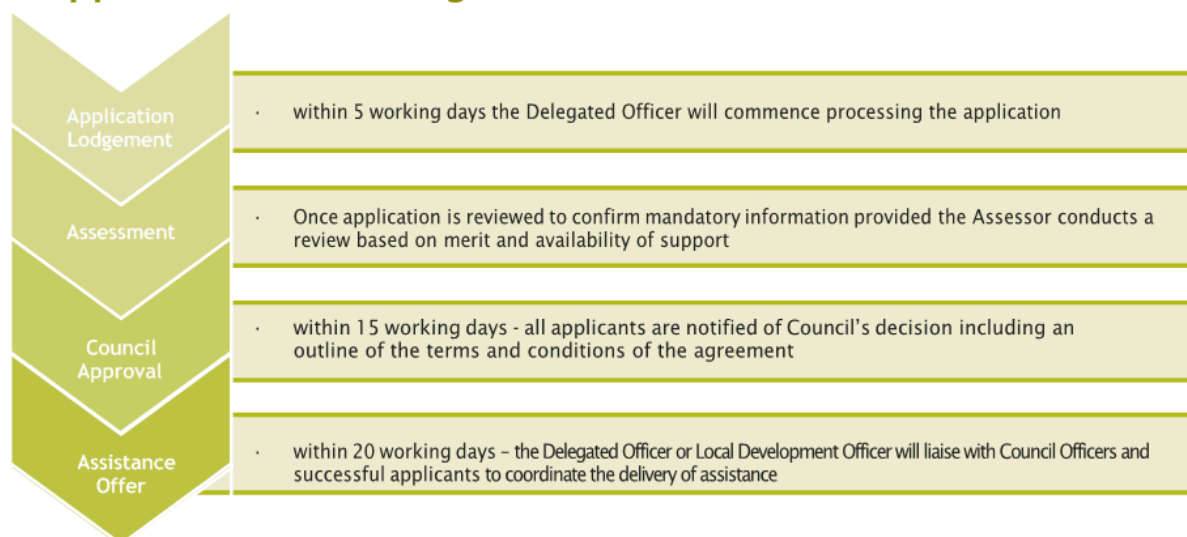 Application
Lodgement
· within 5 working days the Delegated Officer will commence processing the application
Assessment
· Once application is reviewed to confirm mandatory information provided the Assessor conducts a
review based on merit and availability of support
Council
Approval
· within 15 working days - all applicants are notified of Council’s decision including an
outline of the terms and conditions of the agreement
Assistance
Offer
· within 20 working days – the Delegated Officer or Local Development Officer will liaise with Council Officers and
successful applicants to coordinate the delivery of assistance